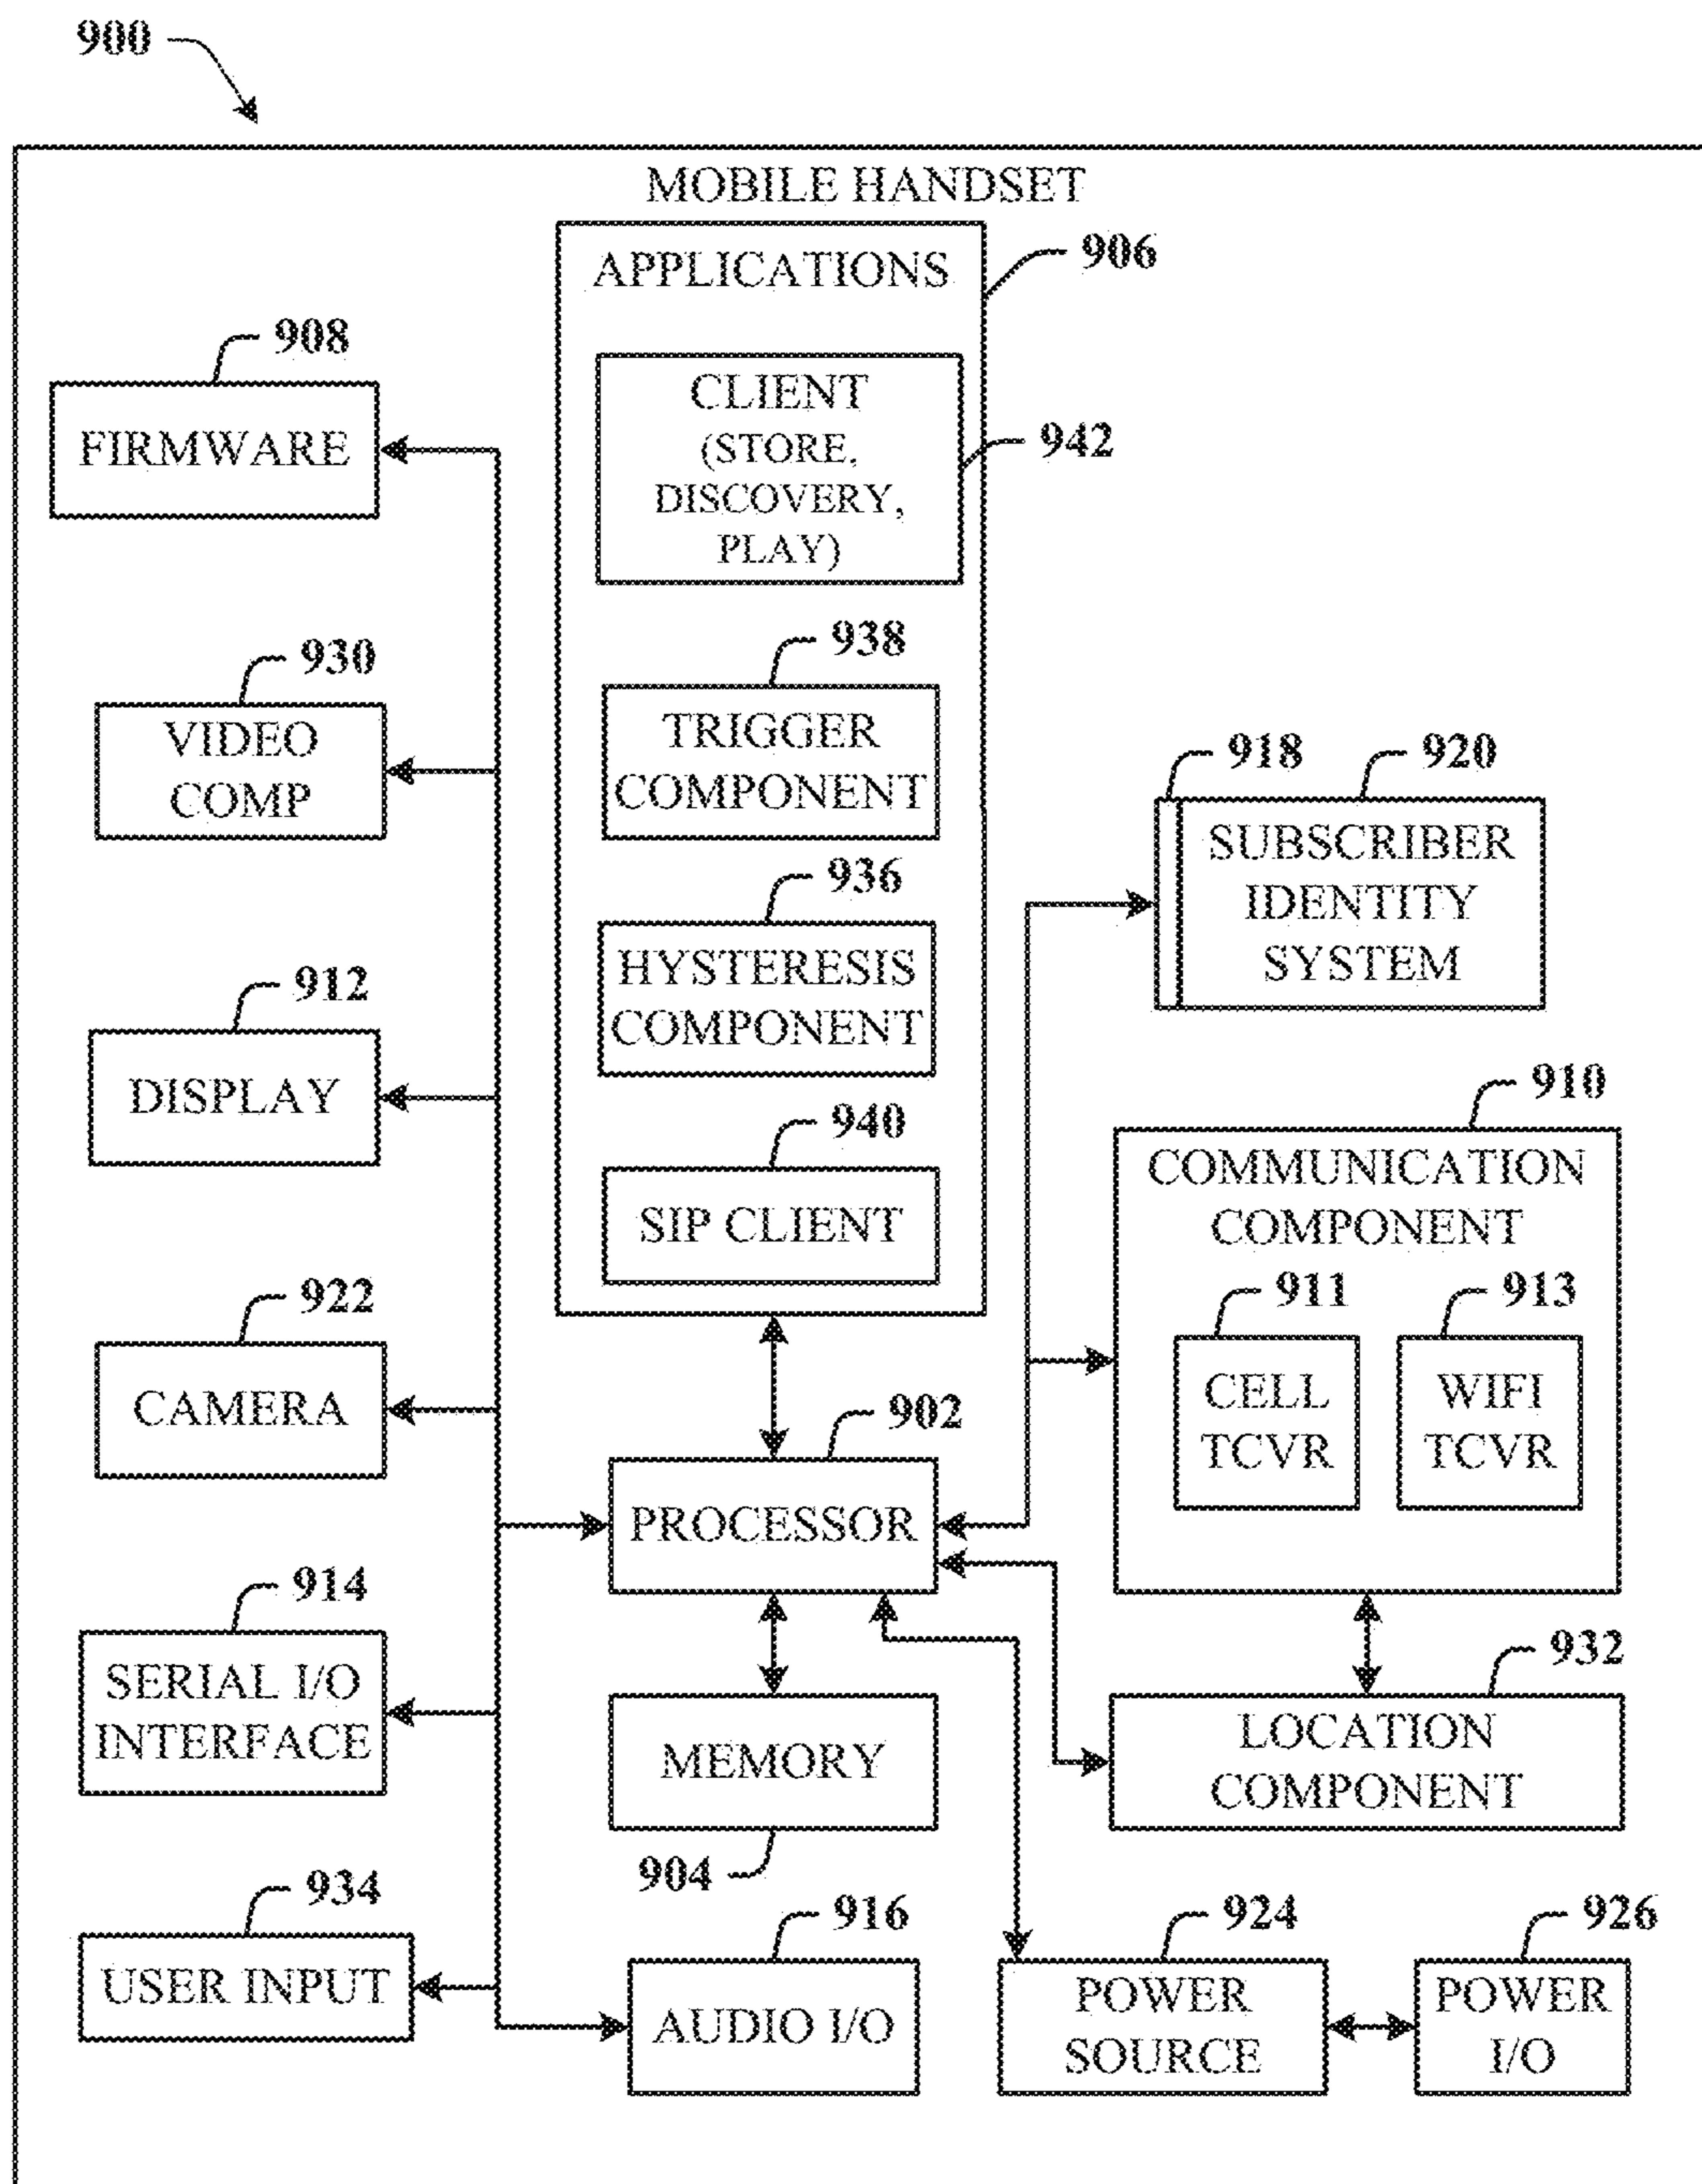 900
MOBILE HANDSET
APPLICATIONS
906
CLIENT
(STORE,
DISCOVERY,
PLAY)
942
938
TRIGGER
COMPONENT
936
HYSTERESIS
COMPONENT
940
SIP CLIENT
908
FIRMWARE
930
VIDEO
COMP
912
DISPLAY
922
CAMERA
914
SERIAL I/O
INTERFACE
934
USER INPUT
902
PROCESSOR
MEMORY
904
916
AUDIO I/O
918
920
SUBSCRIBER
IDENTITY
SYSTEM
910
COMMUNICATION
COMPONENT
911
CELL
TCVR
913
WIFI
TCVR
932
LOCATION
COMPONENT
924
POWER
SOURCE
926
POWER
I/O